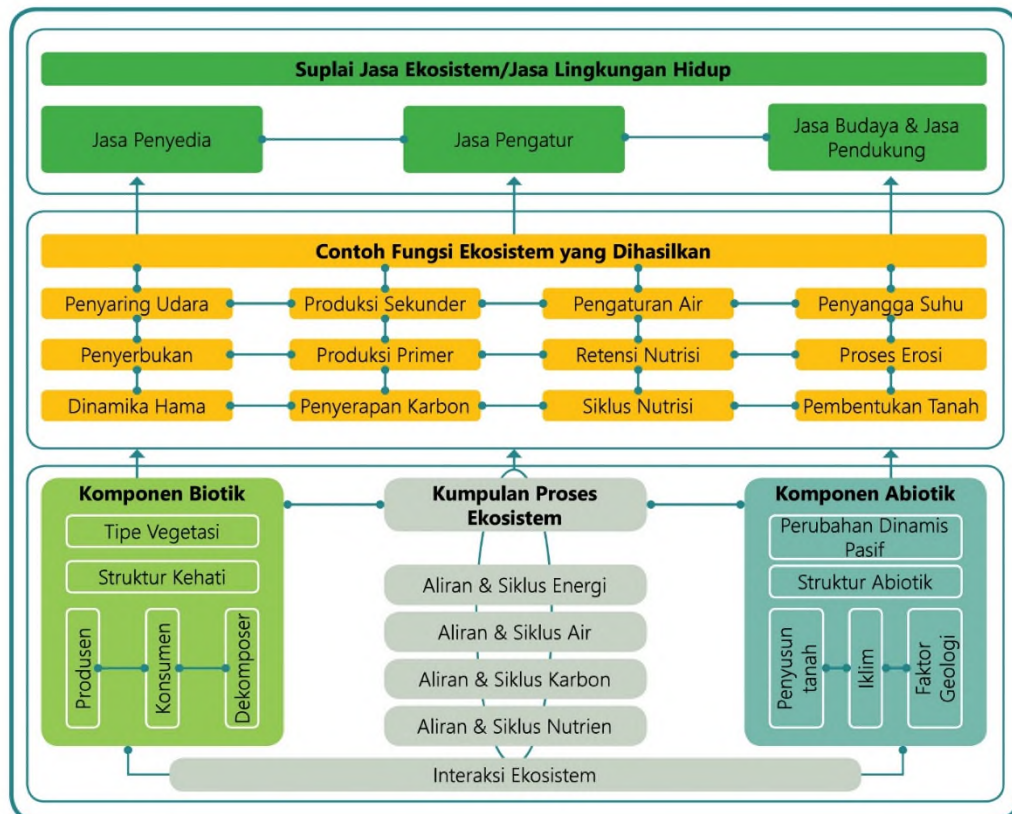 Suplai Jasa Ekosistem/Jasa Lingkungan Hidup
Jasa Penyedia
Jasa Pengatur
Jasa Budaya & Jasa
Pendukung
Contoh Fungsi Ekosistem yang Dihasilkan
Penyaring Udara
Produksi Sekunder
Pengaturan Air
Penyangga Suhu
Penyerbukan
Produksi Primer
Retensi Nutrisi
Proses Erosi
Dinamika Hama
Penyerapan Karbon
Siklus Nutrisi
Pembentukan Tanah
Komponen Biotik
Tipe Vegetasi
Struktur Kehati
Produsen
Konsumen
Dekomposer
Kumpulan Proses
Ekosistem
Aliran & Siklus Energi
Aliran & Siklus Air
Aliran & Siklus Karbon
Aliran & Siklus Nutrien
Komponen Abiotik
Perubahan Dinamis
Pasif
Struktur Abiotik
Penyusun
tanah
Iklim
Faktor
Geologi
Interaksi Ekosistem